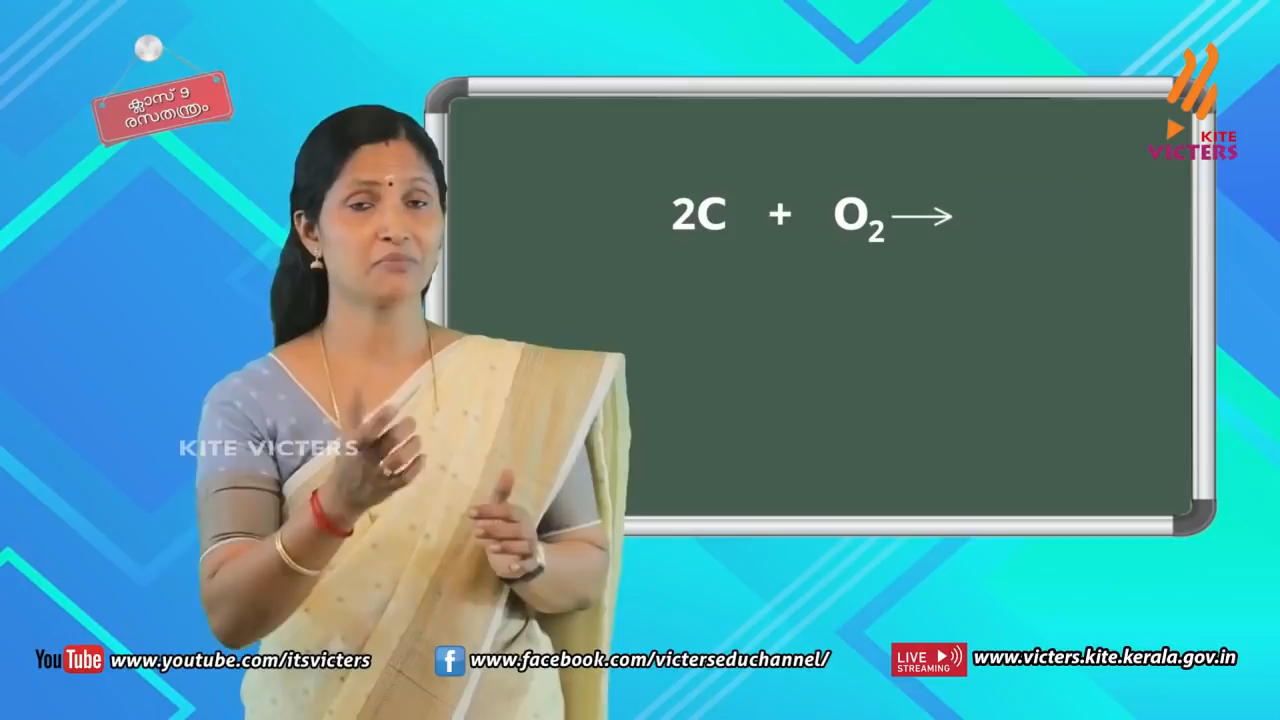 ക്ലാസ് 9
രസതന്ത്രം
KITE
VICTERS
2C + O₂ →
KITE VICTERS
YouTube www.youtube.com/itsvicters
f www.facebook.com/victerseduchannel/
LIVE
STREAMING
www.victers.kite.kerala.gov.in